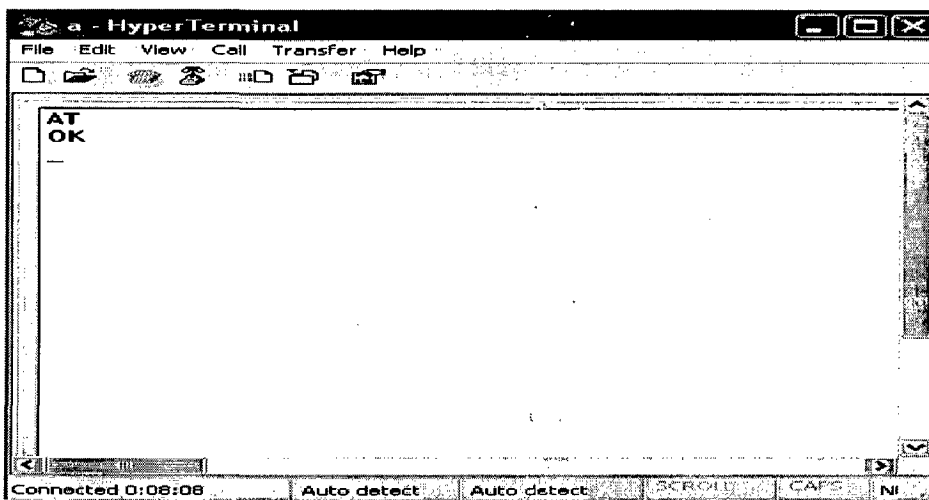 a - HyperTerminal
File Edit View Call Transfer Help
AT
OK
_
Connected 0:08:08 Auto detect Auto detect SCROLL CAPS